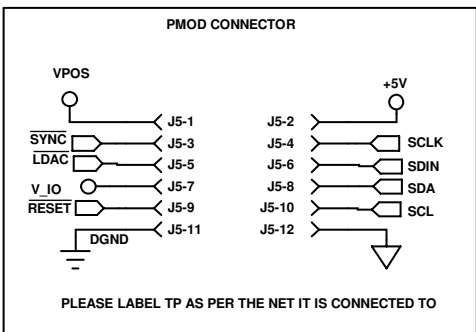 PMOD CONNECTOR
VPOS
+5V
J5-1
J5-2
SYNC
J5-3
J5-4
SCLK
LDAC
J5-5
J5-6
SDIN
V_IO
J5-7
J5-8
SDA
RESET
J5-9
J5-10
SCL
DGND
J5-11
J5-12
PLEASE LABEL TP AS PER THE NET IT IS CONNECTED TO